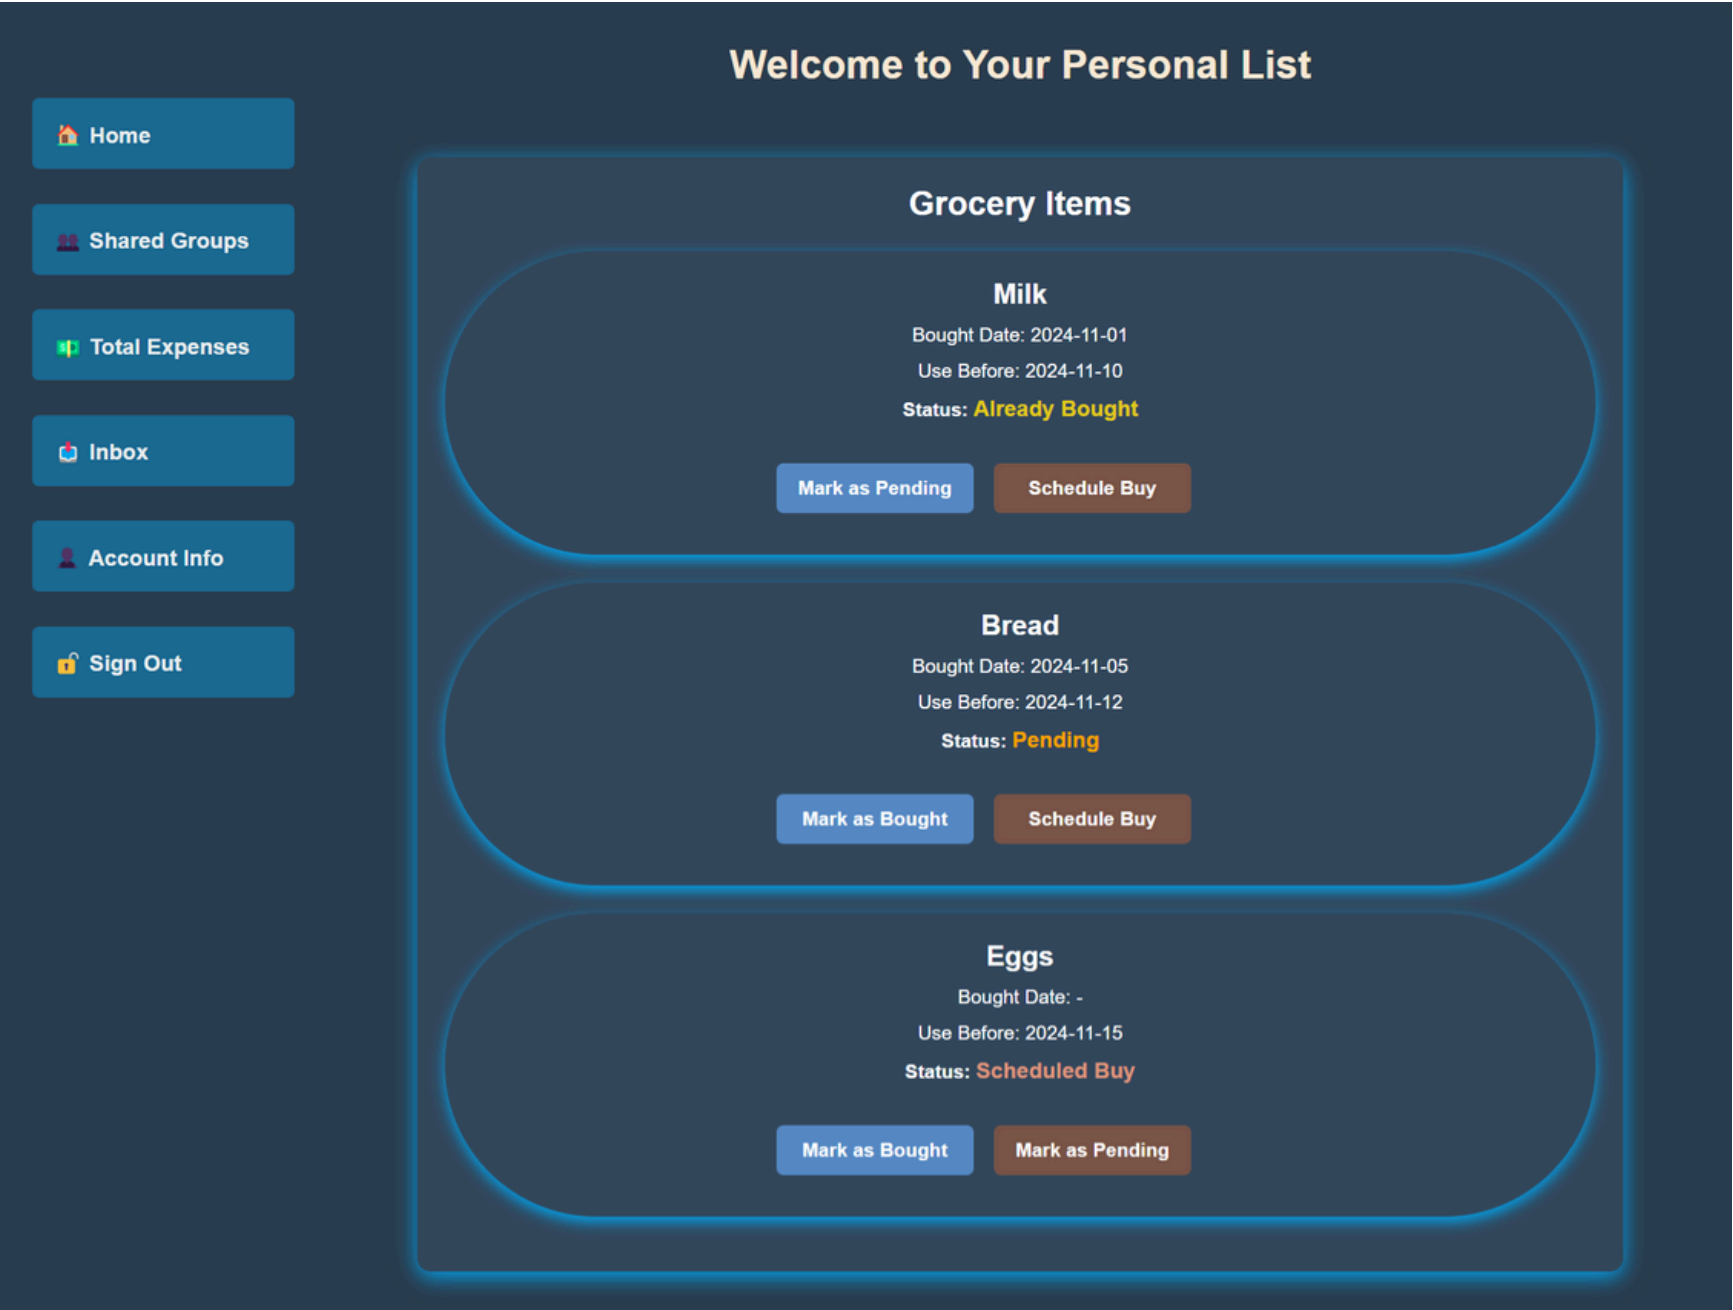 Welcome to Your Personal List
Home
Shared Groups
Total Expenses
Inbox
Account Info
Sign Out
Grocery Items
Milk
Bought Date: 2024-11-01
Use Before: 2024-11-10
Status: Already Bought
Mark as Pending Schedule Buy
Bread
Bought Date: 2024-11-05
Use Before: 2024-11-12
Status: Pending
Mark as Bought Schedule Buy
Eggs
Bought Date: -
Use Before: 2024-11-15
Status: Scheduled Buy
Mark as Bought Mark as Pending